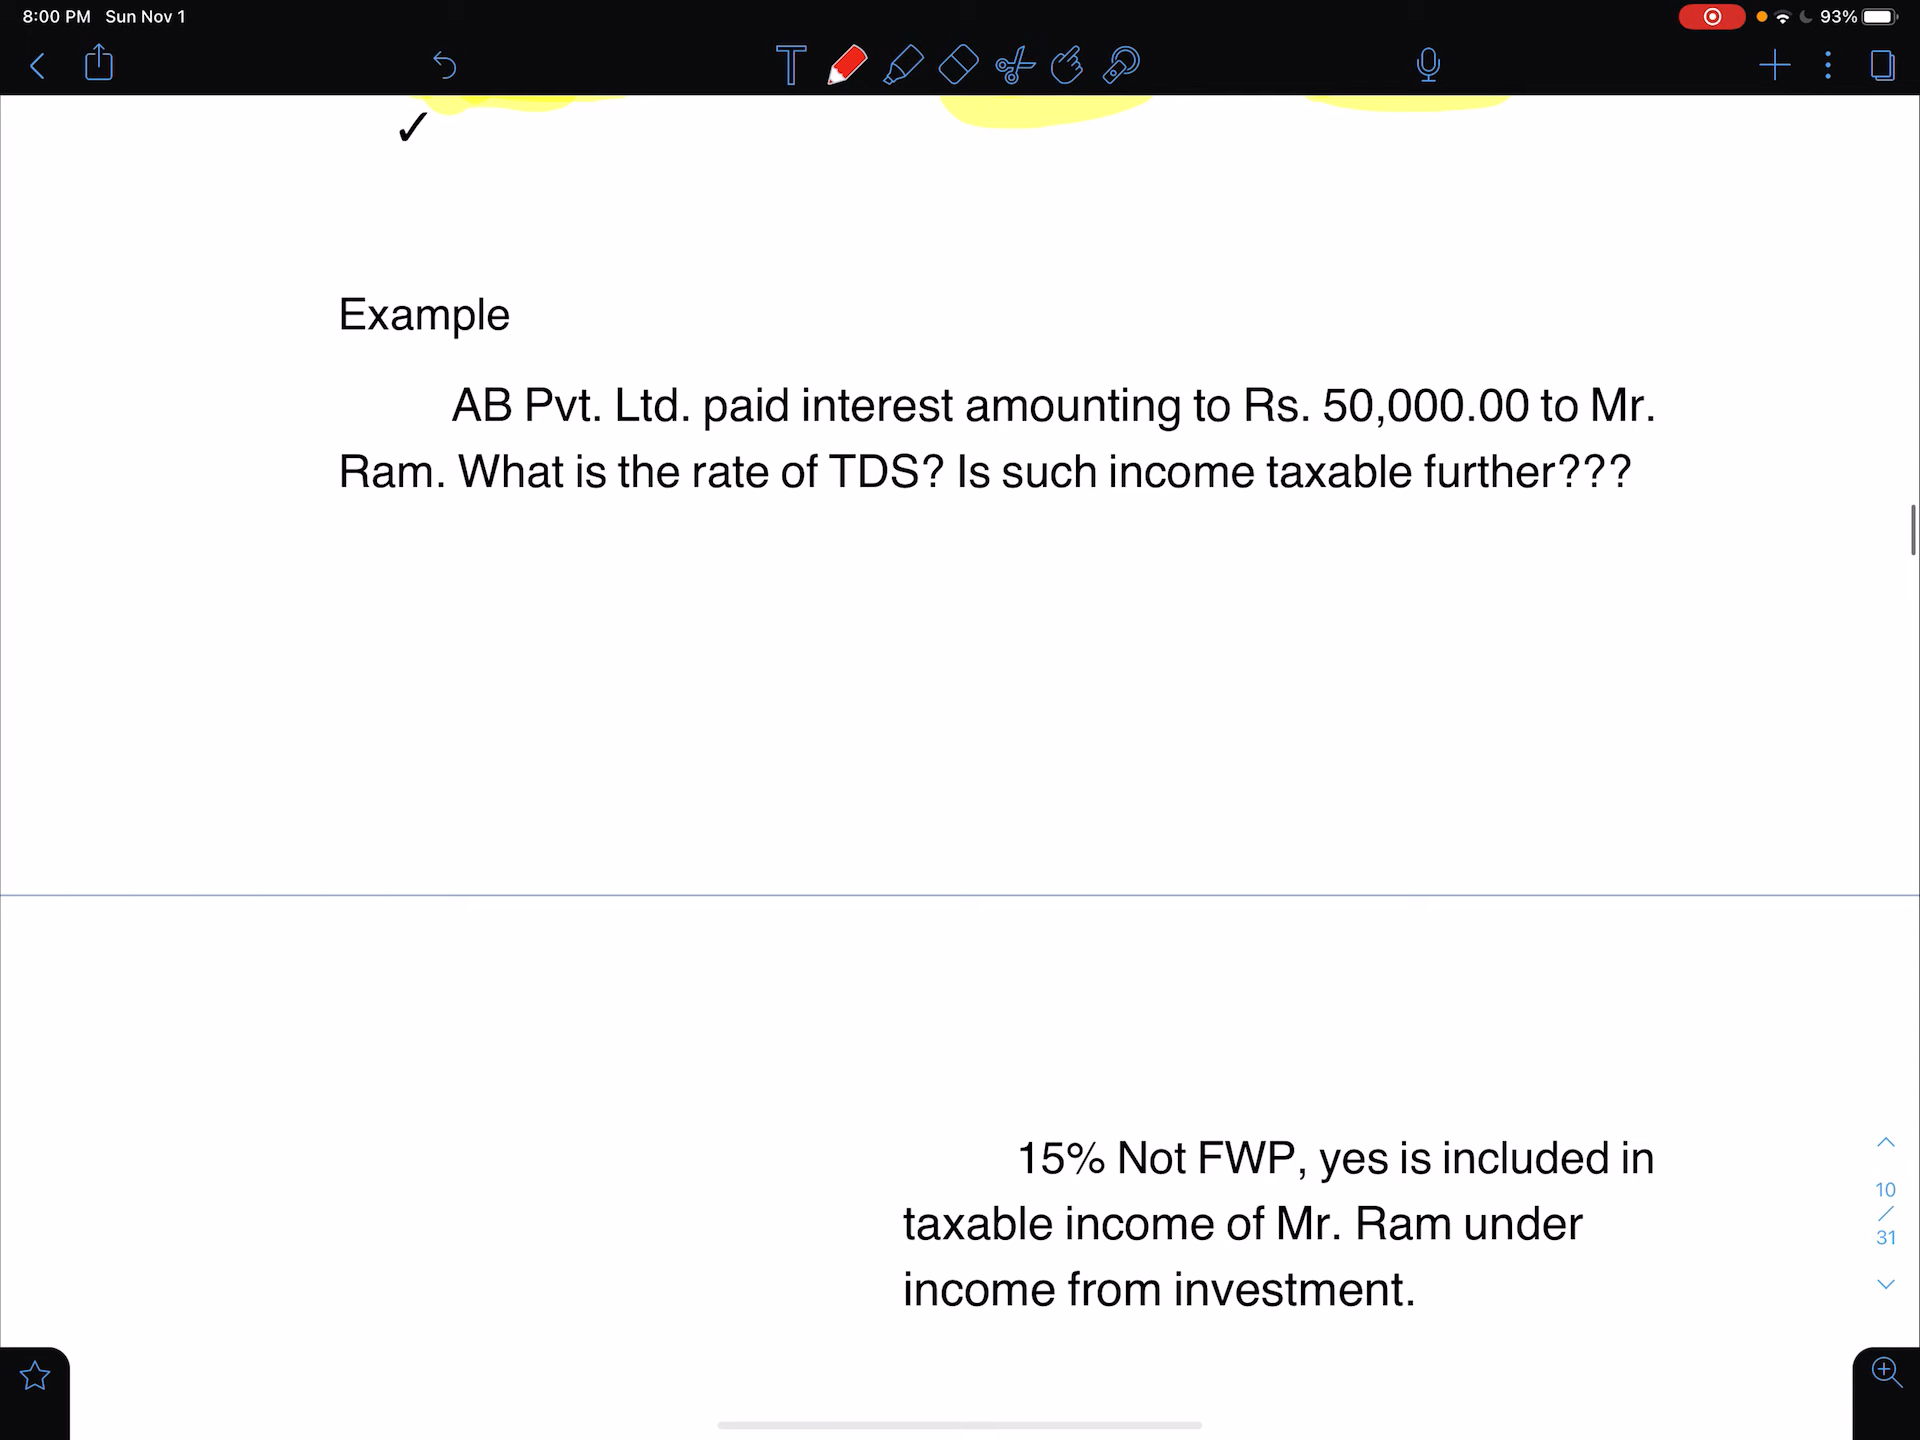 8:00 PM Sun Nov 1
93%
T
✓
Example
AB Pvt. Ltd. paid interest amounting to Rs. 50,000.00 to Mr.
Ram. What is the rate of TDS? Is such income taxable further???
15% Not FWP, yes is included in
taxable income of Mr. Ram under
income from investment.
10
/
31